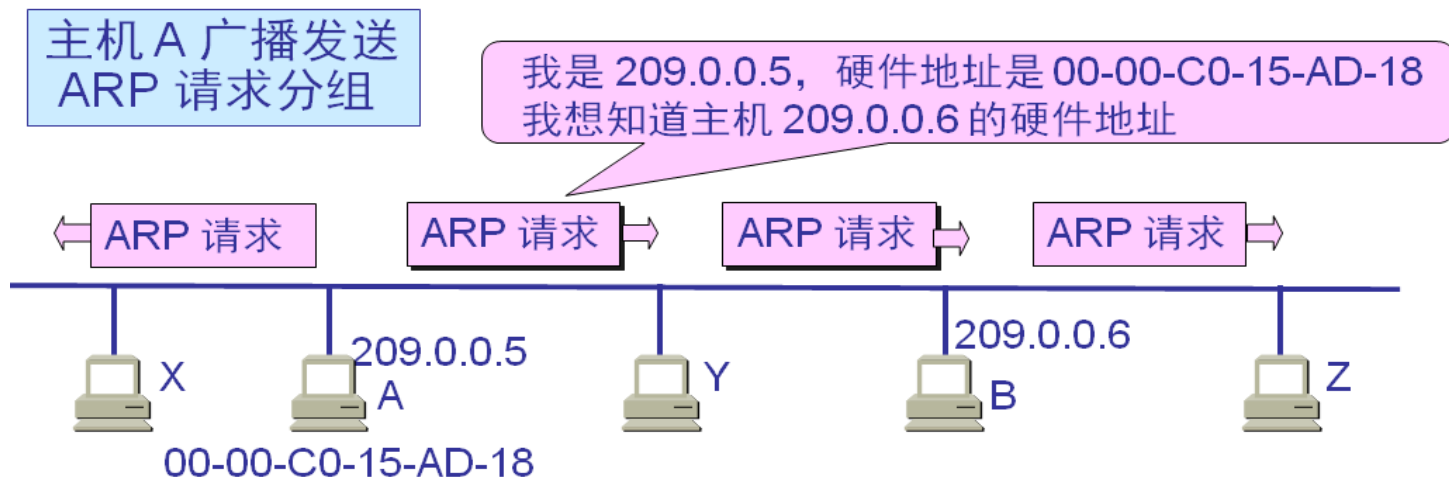 主机 A 广播发送
ARP 请求分组
我是 209.0.0.5，硬件地址是 00-00-C0-15-AD-18
我想知道主机 209.0.0.6 的硬件地址
ARP 请求
ARP 请求
ARP 请求
ARP 请求
209.0.0.5
209.0.0.6
X
A
Y
B
Z
00-00-C0-15-AD-18